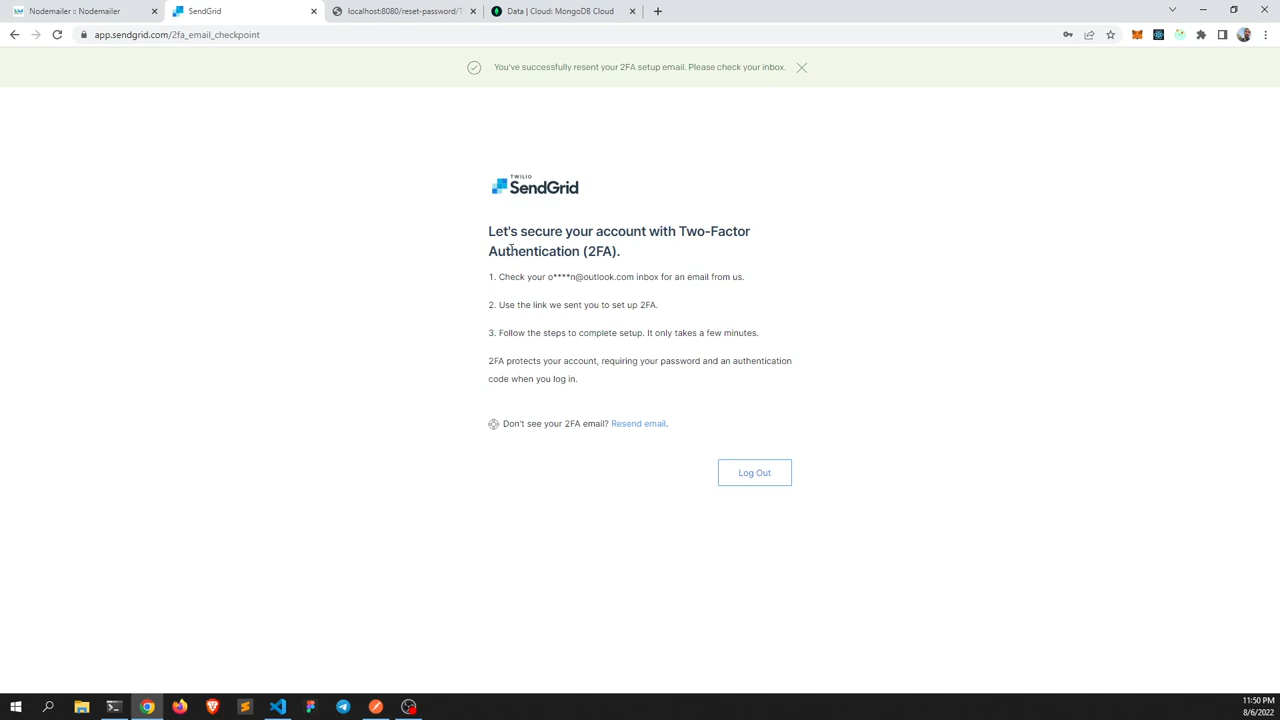 Nodemailer :: Nodemailer
SendGrid
localhost:8080/reset-password/
Data | Cloud: MongoDB Cloud
app.sendgrid.com/2fa_email_checkpoint
You've successfully resent your 2FA setup email. Please check your inbox.
TWILIO
SendGrid
Let's secure your account with Two-Factor
Authentication (2FA).
1. Check your o****n@outlook.com inbox for an email from us.
2. Use the link we sent you to set up 2FA.
3. Follow the steps to complete setup. It only takes a few minutes.
2FA protects your account, requiring your password and an authentication
code when you log in.
Don't see your 2FA email? Resend email.
Log Out
11:50 PM
8/6/2022